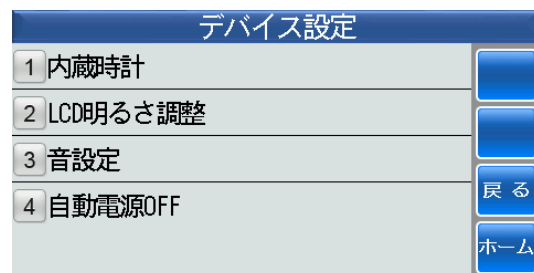 デバイス設定
1 内蔵時計
2 LCD明るさ調整
3 音設定
4 自動電源OFF
戻る
ホーム